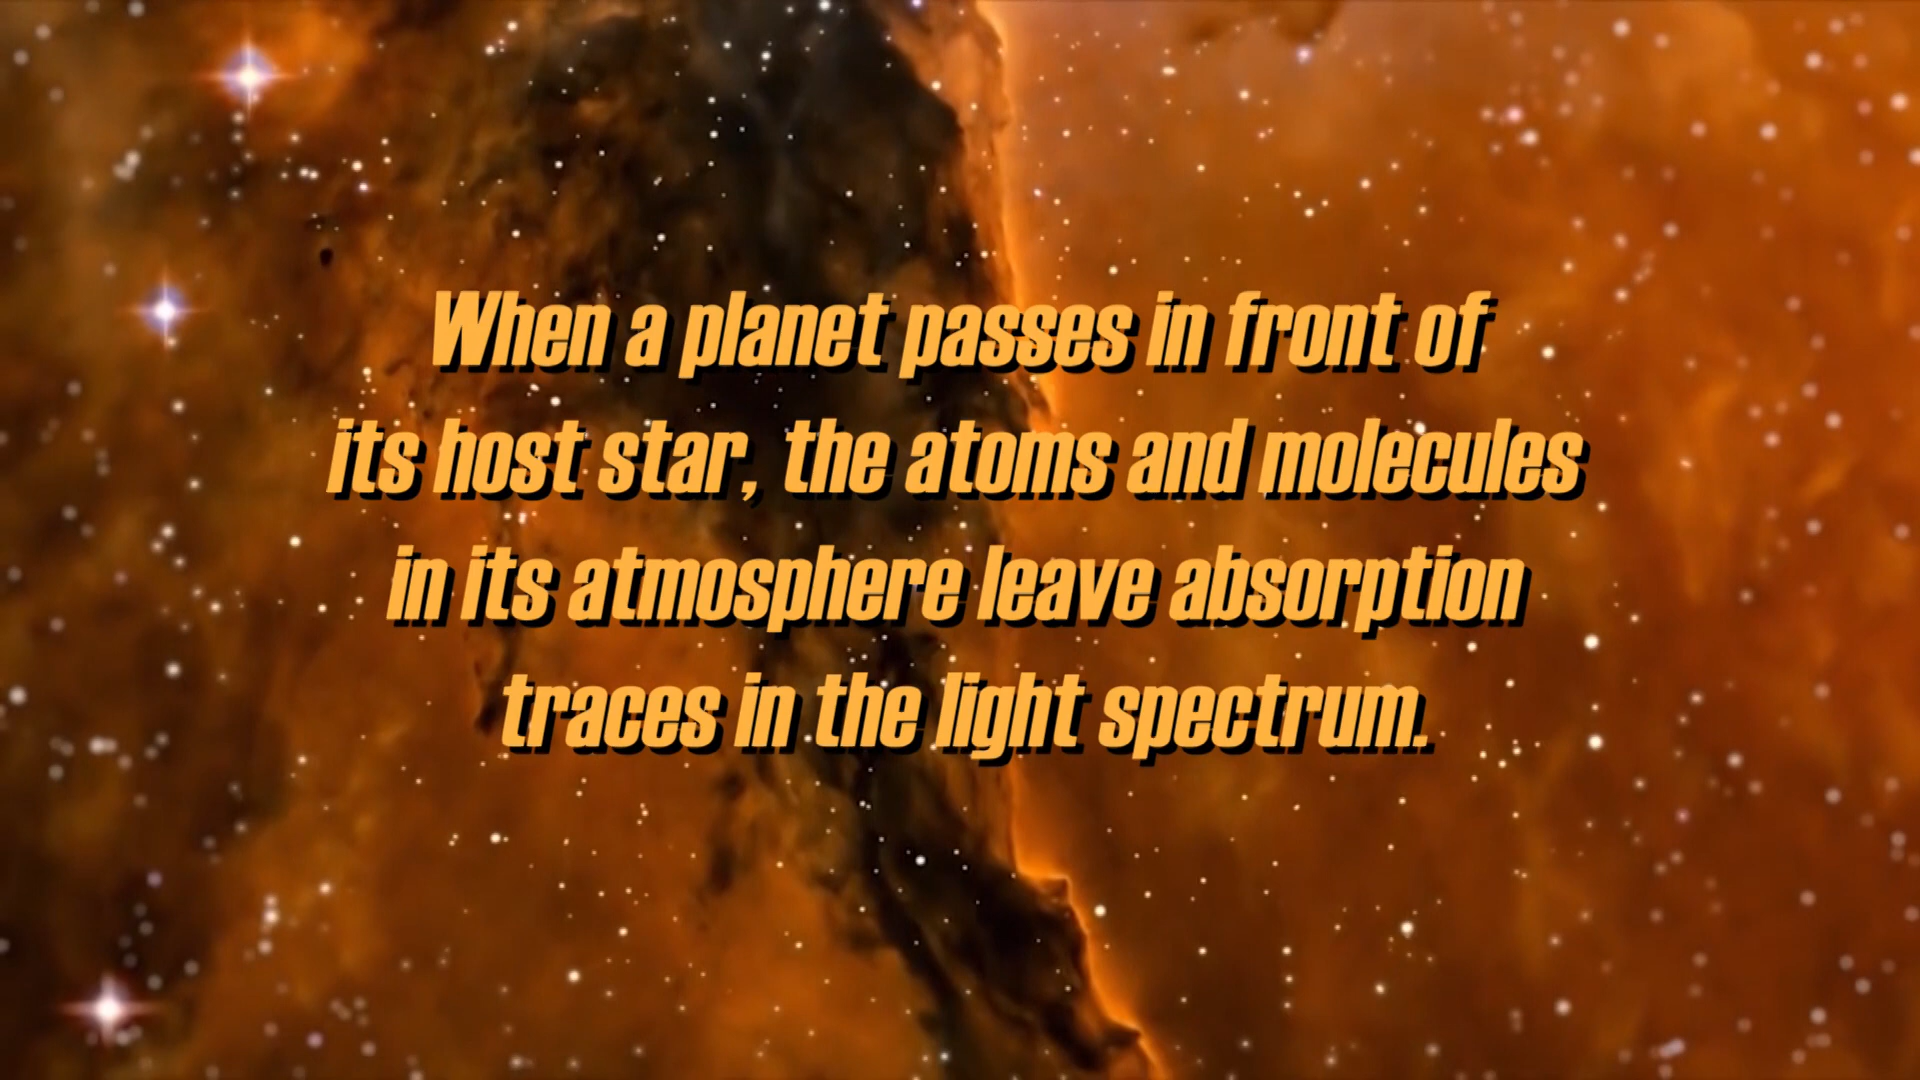 When a planet passes in front of
its host star, the atoms and molecules
in its atmosphere leave absorption
traces in the light spectrum.